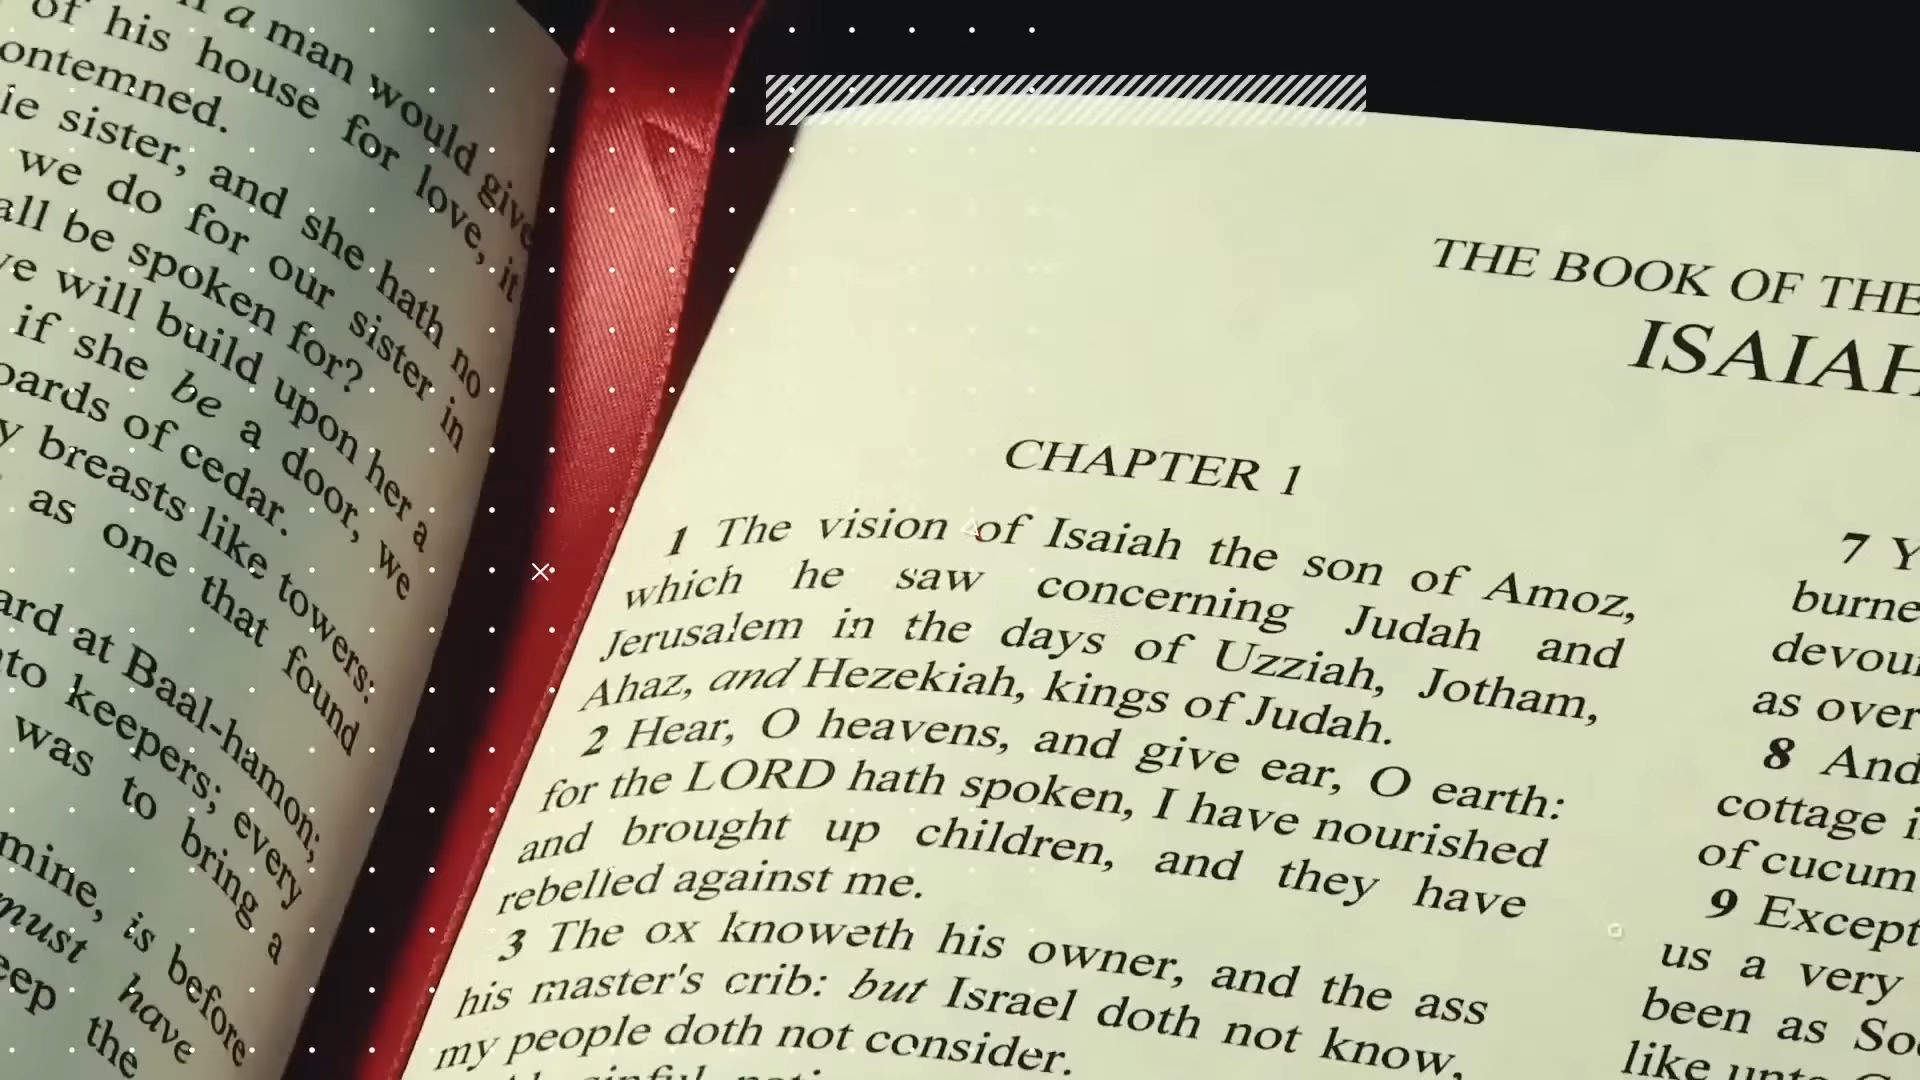 a man would give
of his house for love, it
ontemned.
sister, and she hath no
we do for our sister in
all be spoken for?
we will build upon her a
if she be a door, we
oards of cedar.
breasts like towers:
as one that found
ard at Baal-hamon;
keepers; every
was to bring a
mine, is before
must have
the
THE BOOK OF THE
ISAIAH
CHAPTER 1
1 The vision of Isaiah the son of Amoz,
which he saw concerning Judah and
Jerusalem in the days of Uzziah, Jotham,
Ahaz, and Hezekiah, kings of Judah.
2 Hear, O heavens, and give ear, O earth:
for the LORD hath spoken, I have nourished
and brought up children, and they have
rebelled against me.
3 The ox knoweth his owner, and the ass
his master's crib: but Israel doth not know,
my people doth not consider.
7 Y
burne
devou
as over
8 And
cottage i
of cucum
9 Except
us a very
been as So
like unto G